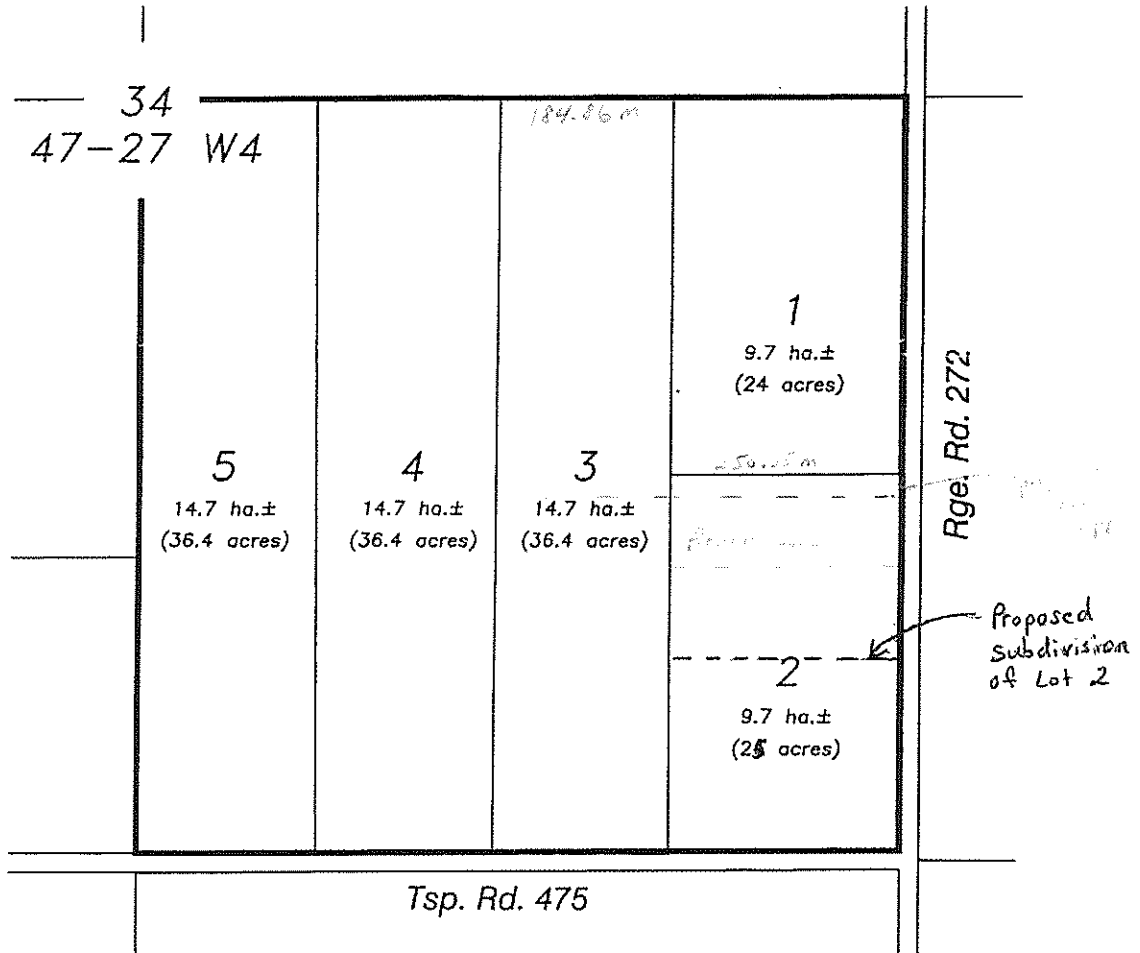 34
47-27 W4
184.86 m
1
9.7 ha.±
(24 acres)
Rge. Rd. 272
5
14.7 ha.±
(36.4 acres)
4
14.7 ha.±
(36.4 acres)
3
14.7 ha.±
(36.4 acres)
Proposed
subdivision
of Lot 2
2
9.7 ha.±
(25 acres)
Tsp. Rd. 475